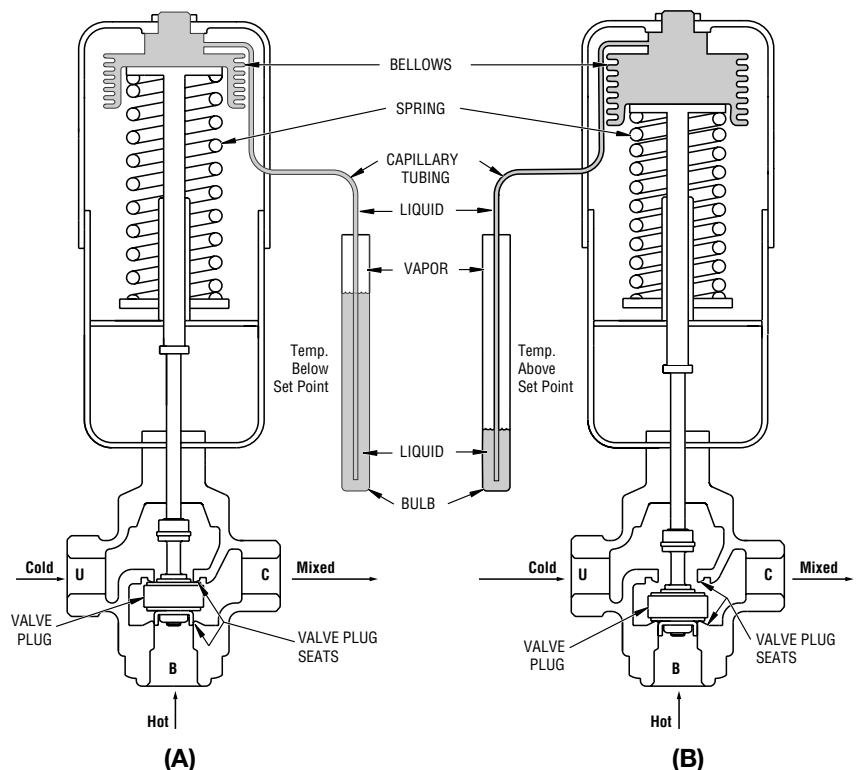 BELLOWS
SPRING
CAPILLARY
TUBING
LIQUID
VAPOR
Temp.
Below
Set Point
Temp.
Above
Set Point
LIQUID
BULB
Cold
U
C
Mixed
Cold
U
C
Mixed
VALVE
PLUG
VALVE PLUG
SEATS
VALVE
PLUG
VALVE PLUG
SEATS
B
B
Hot
Hot
(A)
(B)